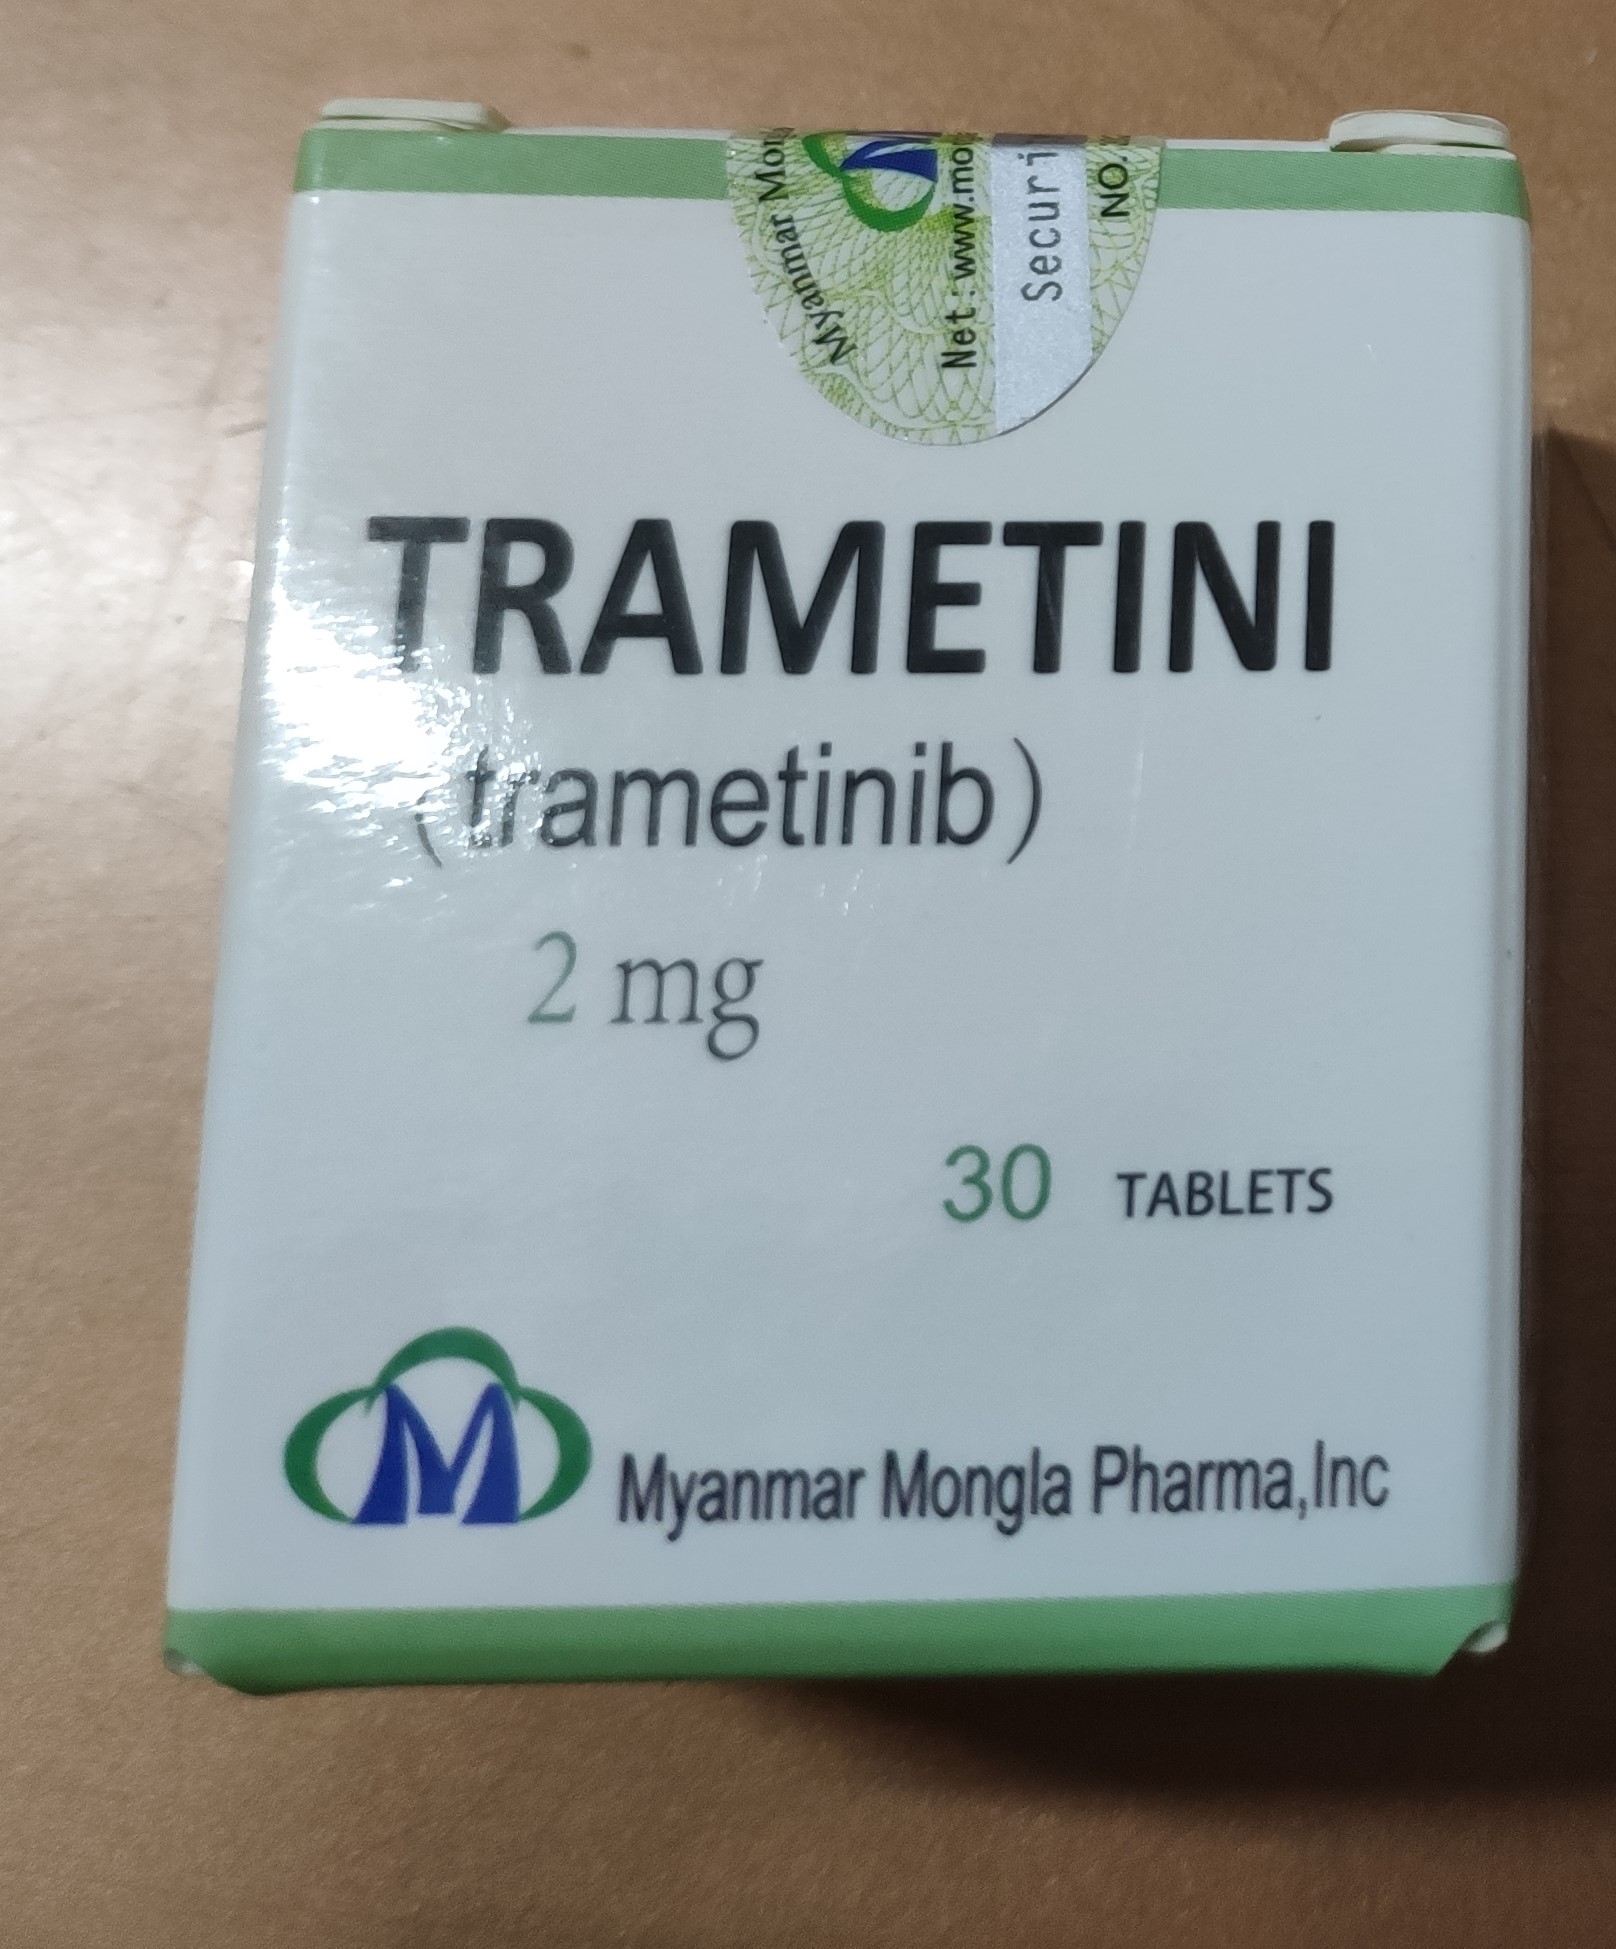 Myanmar
Net:www.mo
Securi
NO.
TRAMETINI
(trametinib)
2 mg
30 TABLETS
M
Myanmar Mongla Pharma,Inc